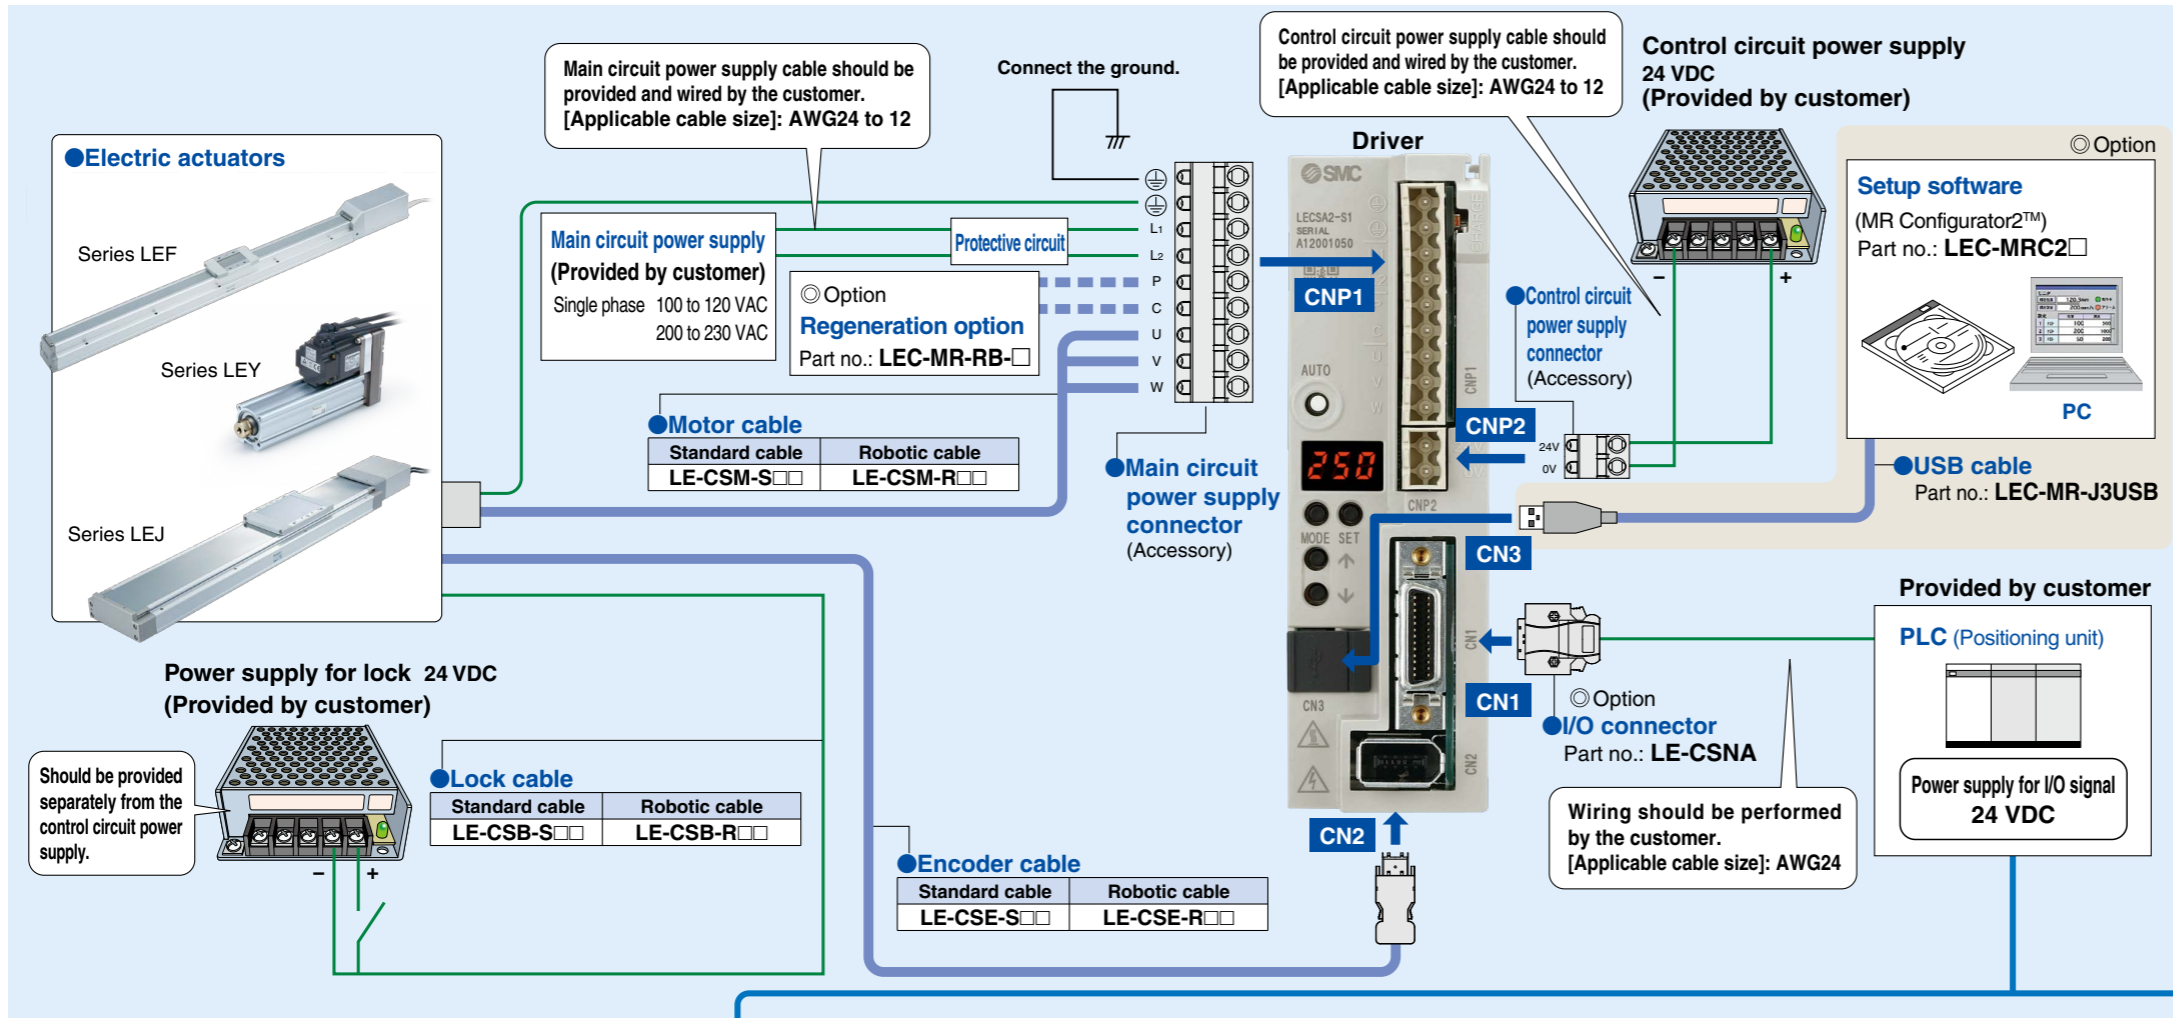 Main circuit power supply cable should be
provided and wired by the customer.
[Applicable cable size]: AWG24 to 12
Connect the ground.
Control circuit power supply cable should
be provided and wired by the customer.
[Applicable cable size]: AWG24 to 12
Control circuit power supply
24 VDC
(Provided by customer)
●Electric actuators
Series LEF
Series LEY
Series LEJ
Main circuit power supply
(Provided by customer)
Single phase 100 to 120 VAC
200 to 230 VAC
Protective circuit
◎Option
Regeneration option
Part no.: LEC-MR-RB-□
L1
L2
P
C
U
V
W
●Motor cable
Standard cable Robotic cable
LE-CSM-S□□ LE-CSM-R□□
●Main circuit
power supply
connector
(Accessory)
Driver
SMC
LECSA2-S1
SERIAL
A12001050
CHARGE
CNP1
C
U
V
W
CNP1
AUTO
250
MODE SET
CNP2
CNP2
CN3
CN1
CN1
CN3
CN2
CN2
●Control circuit
power supply
connector
(Accessory)
24V
0V
−
+
◎Option
Setup software
(MR Configurator2™)
Part no.: LEC-MRC2□
PC
●USB cable
Part no.: LEC-MR-J3USB
Provided by customer
PLC (Positioning unit)
Power supply for I/O signal
24 VDC
◎Option
●I/O connector
Part no.: LE-CSNA
Wiring should be performed
by the customer.
[Applicable cable size]: AWG24
Power supply for lock 24 VDC
(Provided by customer)
Should be provided
separately from the
control circuit power
supply.
− +
●Lock cable
Standard cable Robotic cable
LE-CSB-S□□ LE-CSB-R□□
●Encoder cable
Standard cable Robotic cable
LE-CSE-S□□ LE-CSE-R□□